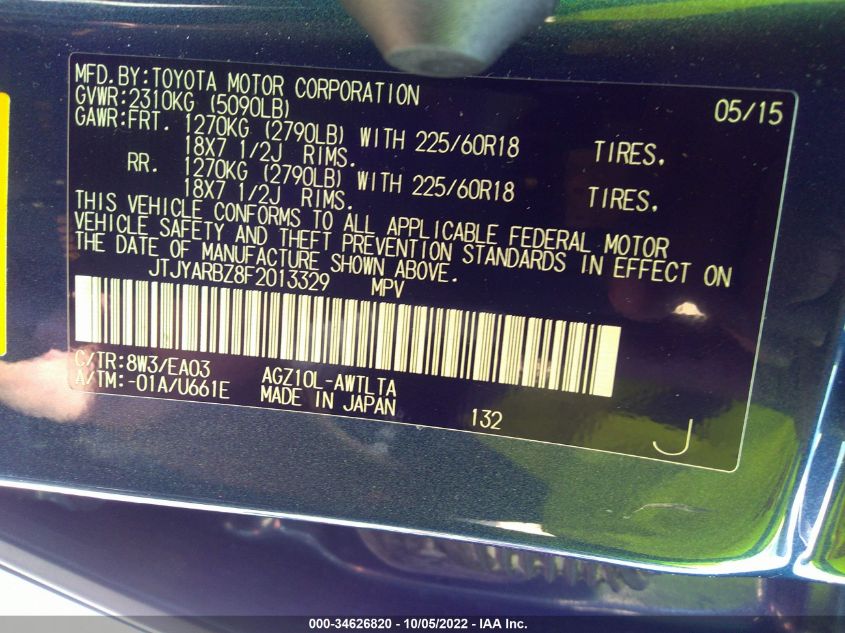 MFD.BY:TOYOTA MOTOR CORPORATION 05/15
GVWR:2310KG (5090LB)
GAWR:FRT. 1270KG (2790LB) WITH 225/60R18 TIRES,
18X7 1/2J RIMS.
RR. 1270KG (2790LB) WITH 225/60R18 TIRES,
18X7 1/2J RIMS.
THIS VEHICLE CONFORMS TO ALL APPLICABLE FEDERAL MOTOR
VEHICLE SAFETY AND THEFT PREVENTION STANDARDS IN EFFECT ON
THE DATE OF MANUFACTURE SHOWN ABOVE.
JTJYARBZ8F2013329 MPV
C/TR:8W3/EA03 AGZ10L-AWTLTA
A/TM:-01A/U661E MADE IN JAPAN 132 J
000-34626820 - 10/05/2022 - IAA Inc.